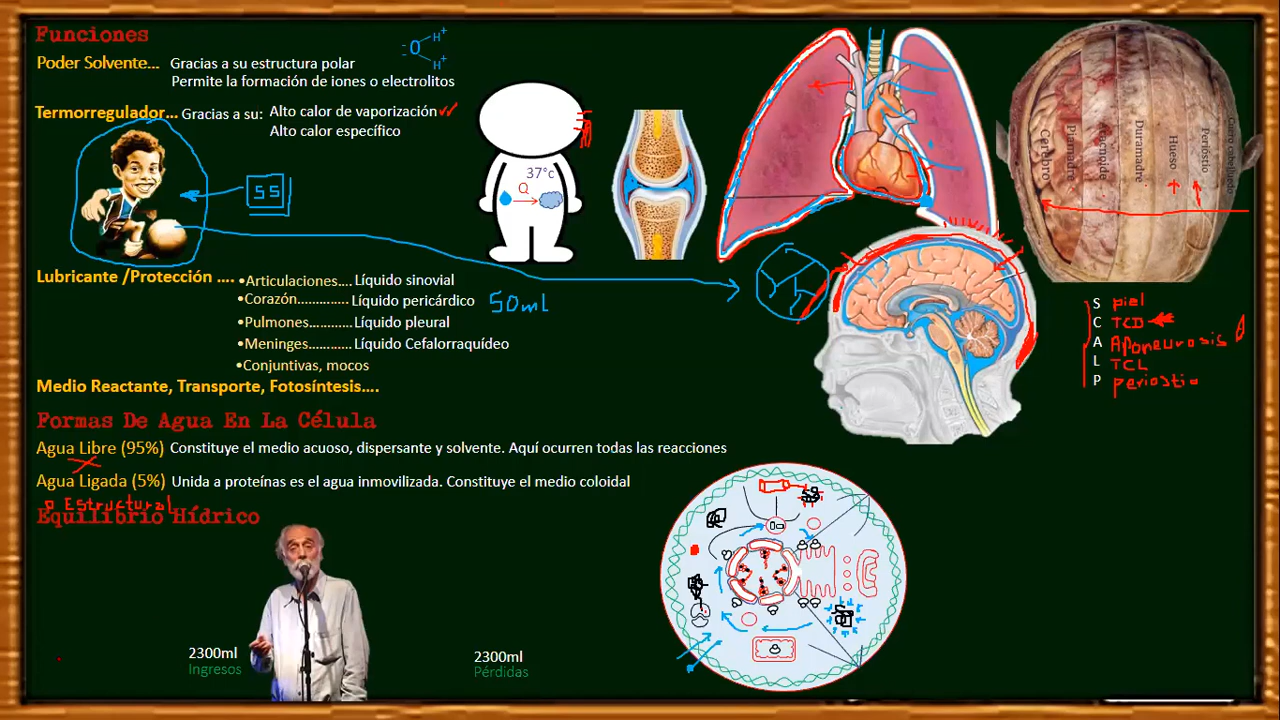 Funciones
Poder Solvente... Gracias a su estructura polar
Permite la formación de iones o electrolitos
O H+
H+
Termorregulador... Gracias a su: Alto calor de vaporización
Alto calor específico
55
37°c
Q
Lubricante /Protección ....
•Articulaciones.... Líquido sinovial
•Corazón............. Líquido pericárdico 50ml
•Pulmones........... Líquido pleural
•Meninges........... Líquido Cefalorraquídeo
•Conjuntivas, mocos
Medio Reactante, Transporte, Fotosíntesis....
Formas De Agua En La Célula
Agua Libre (95%) Constituye el medio acuoso, dispersante y solvente. Aquí ocurren todas las reacciones
Agua Ligada (5%) Unida a proteínas es el agua inmovilizada. Constituye el medio coloidal
o Estructural
Equilibrio Hídrico
2300ml
Ingresos
2300ml
Pérdidas
Cerebro
Piamadre
Aracnoide
Duramadre
Hueso
Periostio
Cuero cabelludo
S piel
C TCD
A Aponeurosis
L TCL
P periostio